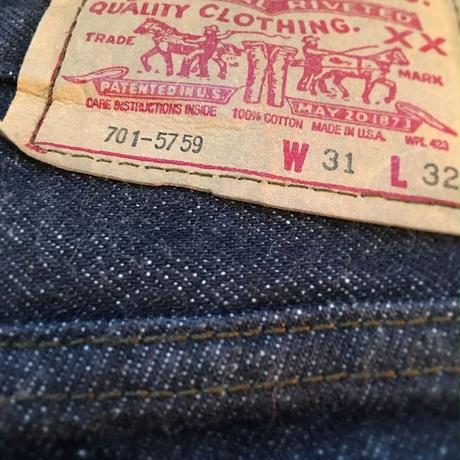 RIVETED
QUALITY CLOTHING.
XX
TRADE MARK
PATENTED IN U.S. MAY 20 1873
CARE INSTRUCTIONS INSIDE 100% COTTON MADE IN U.S.A. WPL 423
701-5759 W 31 L 32